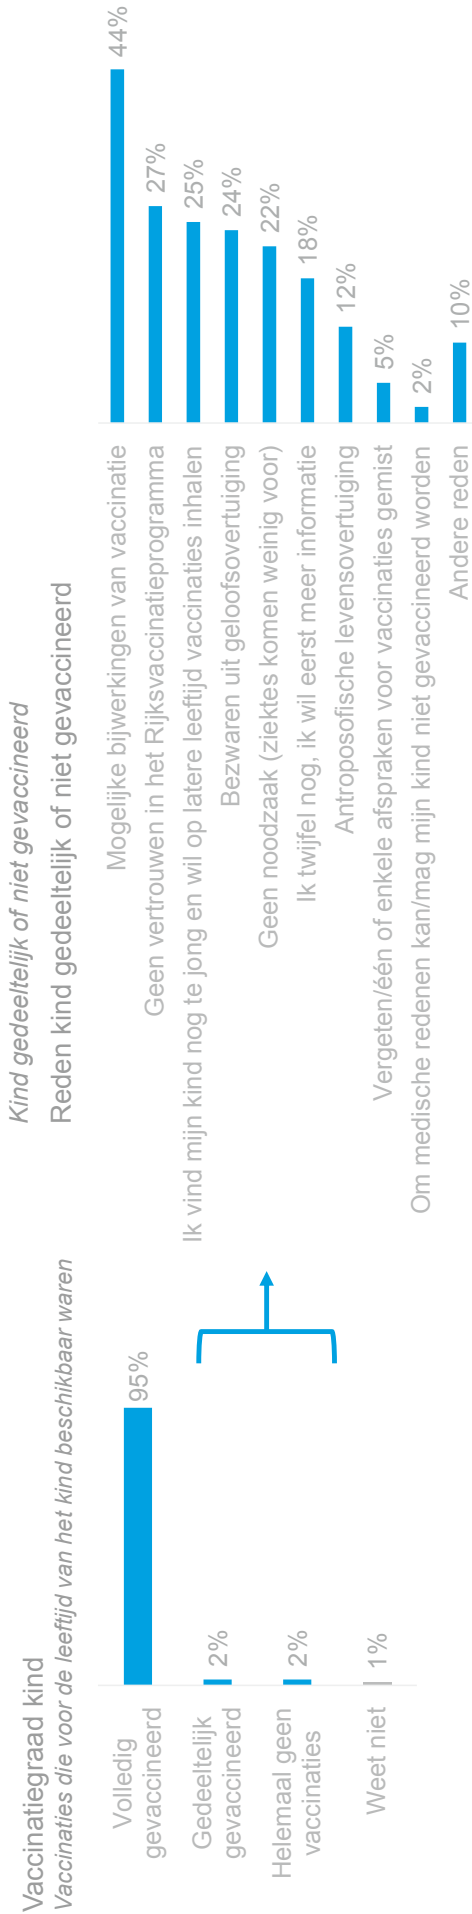 Vaccinatiegraad kind
Vaccinaties die voor de leeftijd van het kind beschikbaar waren
Volledig
gevaccineerd
95%
Gedeeltelijk
gevaccineerd
2%
Helemaal geen
vaccinaties
2%
Weet niet
1%
Kind gedeeltelijk of niet gevaccineerd
Reden kind gedeeltelijk of niet gevaccineerd
Mogelijke bijwerkingen van vaccinatie
44%
Geen vertrouwen in het Rijksvaccinatieprogramma
27%
Ik vind mijn kind nog te jong en wil op latere leeftijd vaccinaties inhalen
25%
Bezwaren uit geloofsovertuiging
24%
Geen noodzaak (ziektes komen weinig voor)
22%
Ik twijfel nog, ik wil eerst meer informatie
18%
Antroposofische levensovertuiging
12%
Vergeten/één of enkele afspraken voor vaccinaties gemist
5%
Om medische redenen kan/mag mijn kind niet gevaccineerd worden
2%
Andere reden
10%